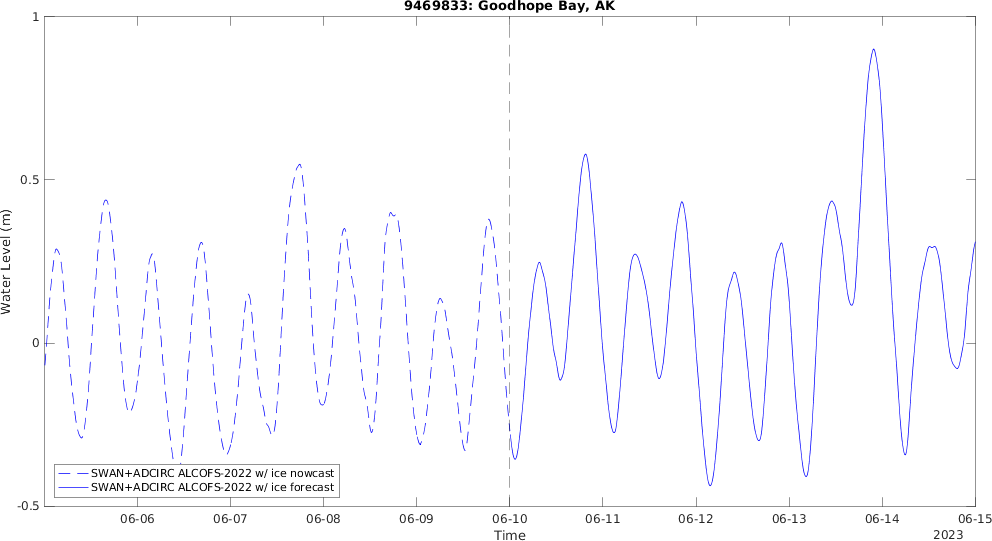 9469833: Goodhope Bay, AK
1
0.5
0
-0.5
Water Level (m)
SWAN+ADCIRC ALCOFS-2022 w/ ice nowcast
SWAN+ADCIRC ALCOFS-2022 w/ ice forecast
06-06 06-07 06-08 06-09 06-10 06-11 06-12 06-13 06-14 06-15
Time
2023